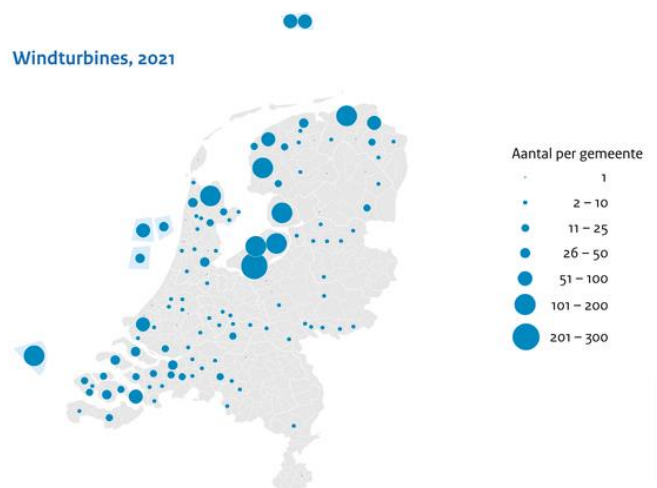 Windturbines, 2021
Aantal per gemeente
1
2 – 10
11 – 25
26 – 50
51 – 100
101 – 200
201 – 300